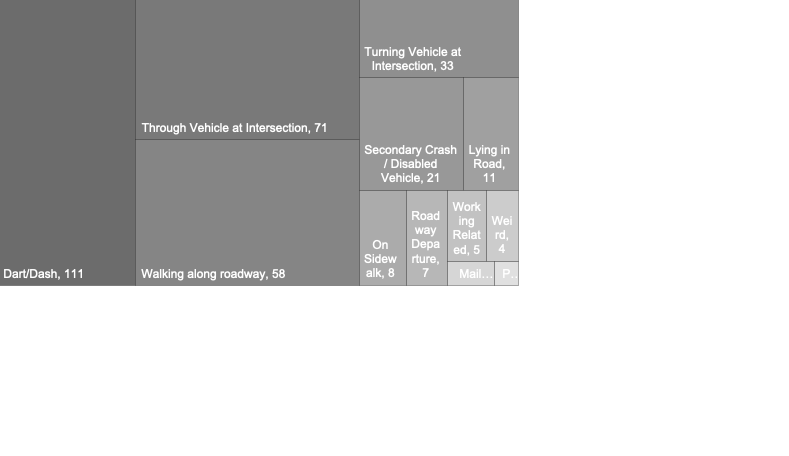 Dart/Dash, 111
Through Vehicle at Intersection, 71
Walking along roadway, 58
Turning Vehicle at
Intersection, 33
Secondary Crash
/ Disabled
Vehicle, 21
Lying in
Road,
11
On
Sidew
alk, 8
Road
way
Depa
rture,
7
Work
ing
Relat
ed, 5
Wei
rd,
4
Mail...
P...